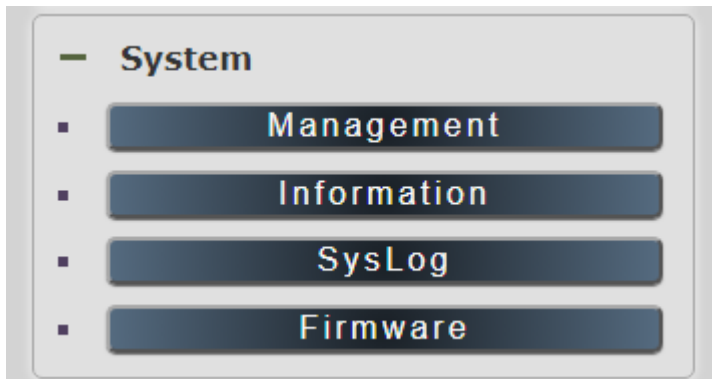 System
Management
Information
SysLog
Firmware